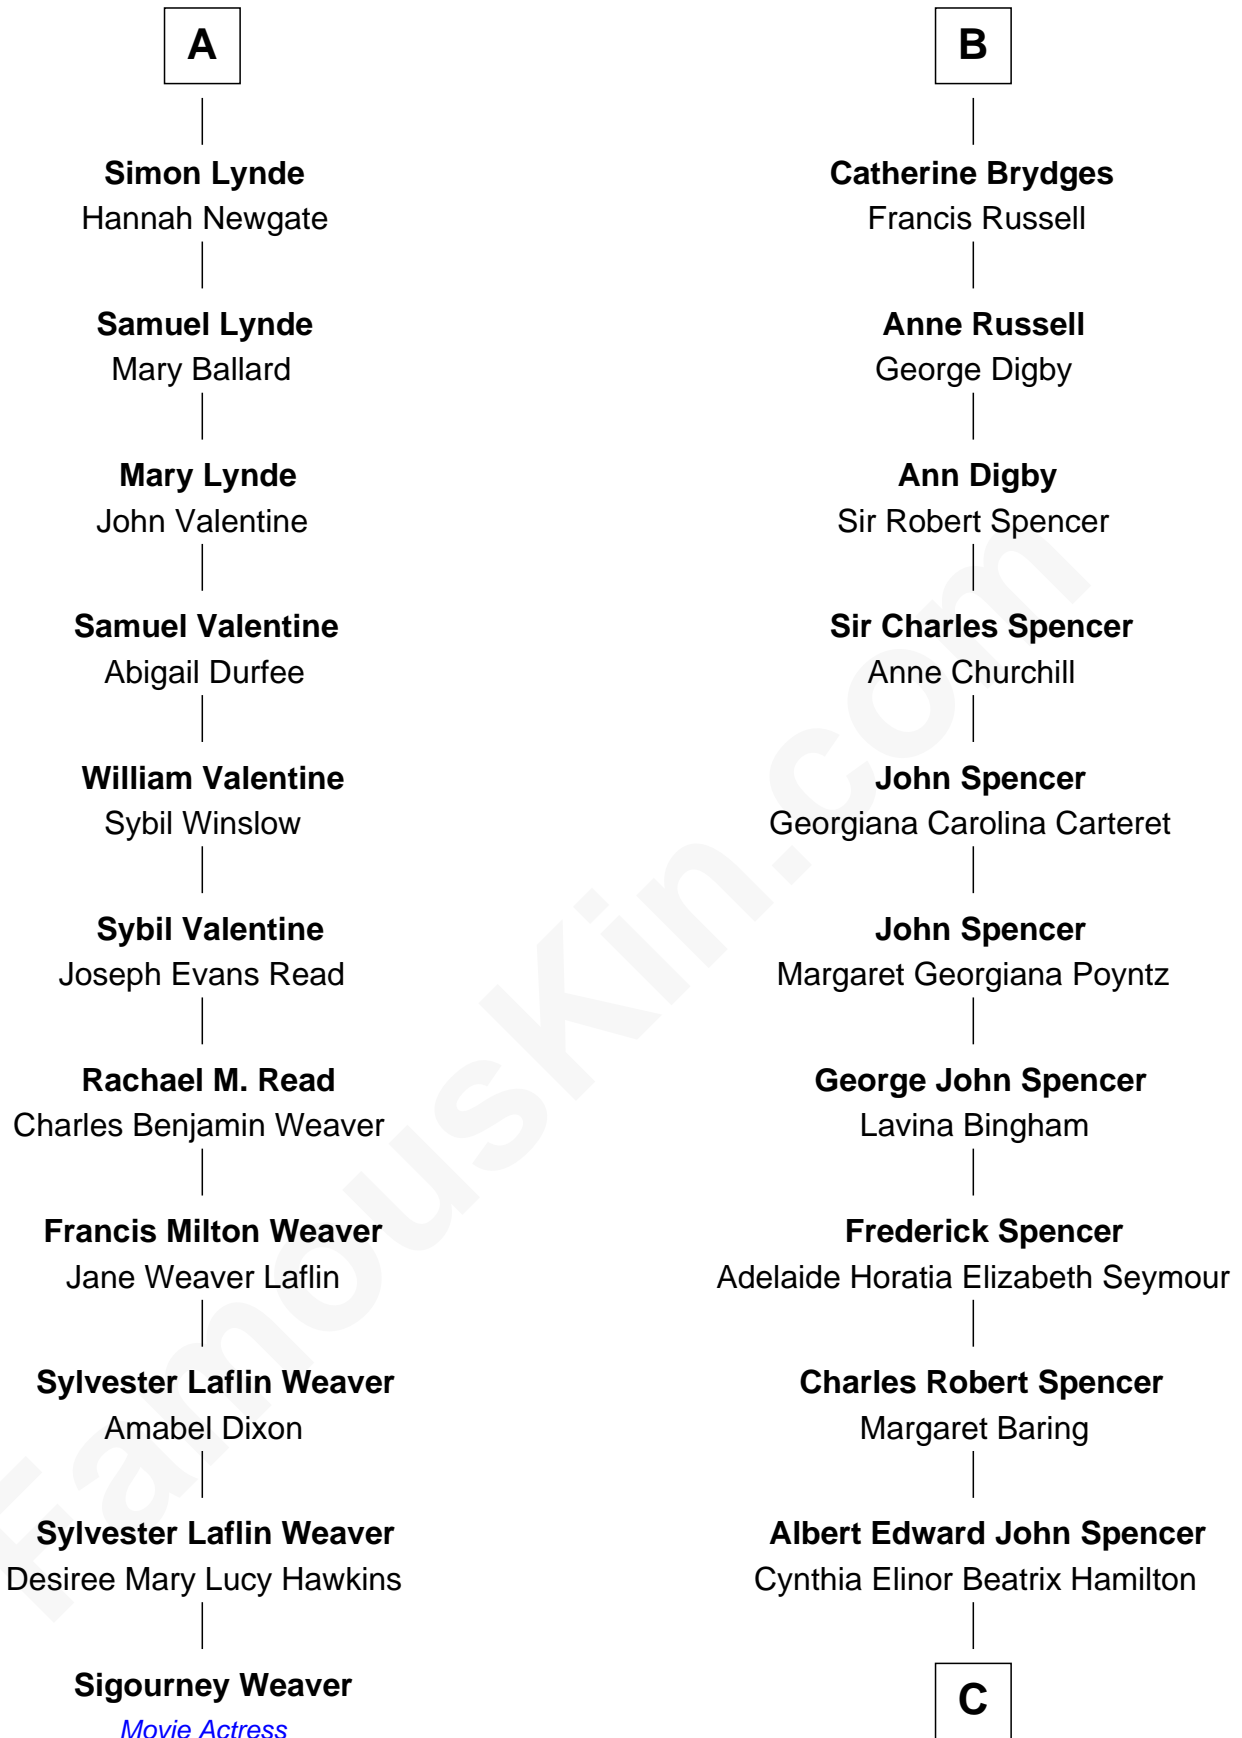 A
Simon Lynde
Hannah Newgate
Samuel Lynde
Mary Ballard
Mary Lynde
John Valentine
Samuel Valentine
Abigail Durfee
William Valentine
Sybil Winslow
Sybil Valentine
Joseph Evans Read
Rachael M. Read
Charles Benjamin Weaver
Francis Milton Weaver
Jane Weaver Laflin
Sylvester Laflin Weaver
Amabel Dixon
Sylvester Laflin Weaver
Desiree Mary Lucy Hawkins
Sigourney Weaver
Movie Actress
B
Catherine Brydges
Francis Russell
Anne Russell
George Digby
Ann Digby
Sir Robert Spencer
Sir Charles Spencer
Anne Churchill
John Spencer
Georgiana Carolina Carteret
John Spencer
Margaret Georgiana Poyntz
George John Spencer
Lavina Bingham
Frederick Spencer
Adelaide Horatia Elizabeth Seymour
Charles Robert Spencer
Margaret Baring
Albert Edward John Spencer
Cynthia Elinor Beatrix Hamilton
C
FamousKin.com